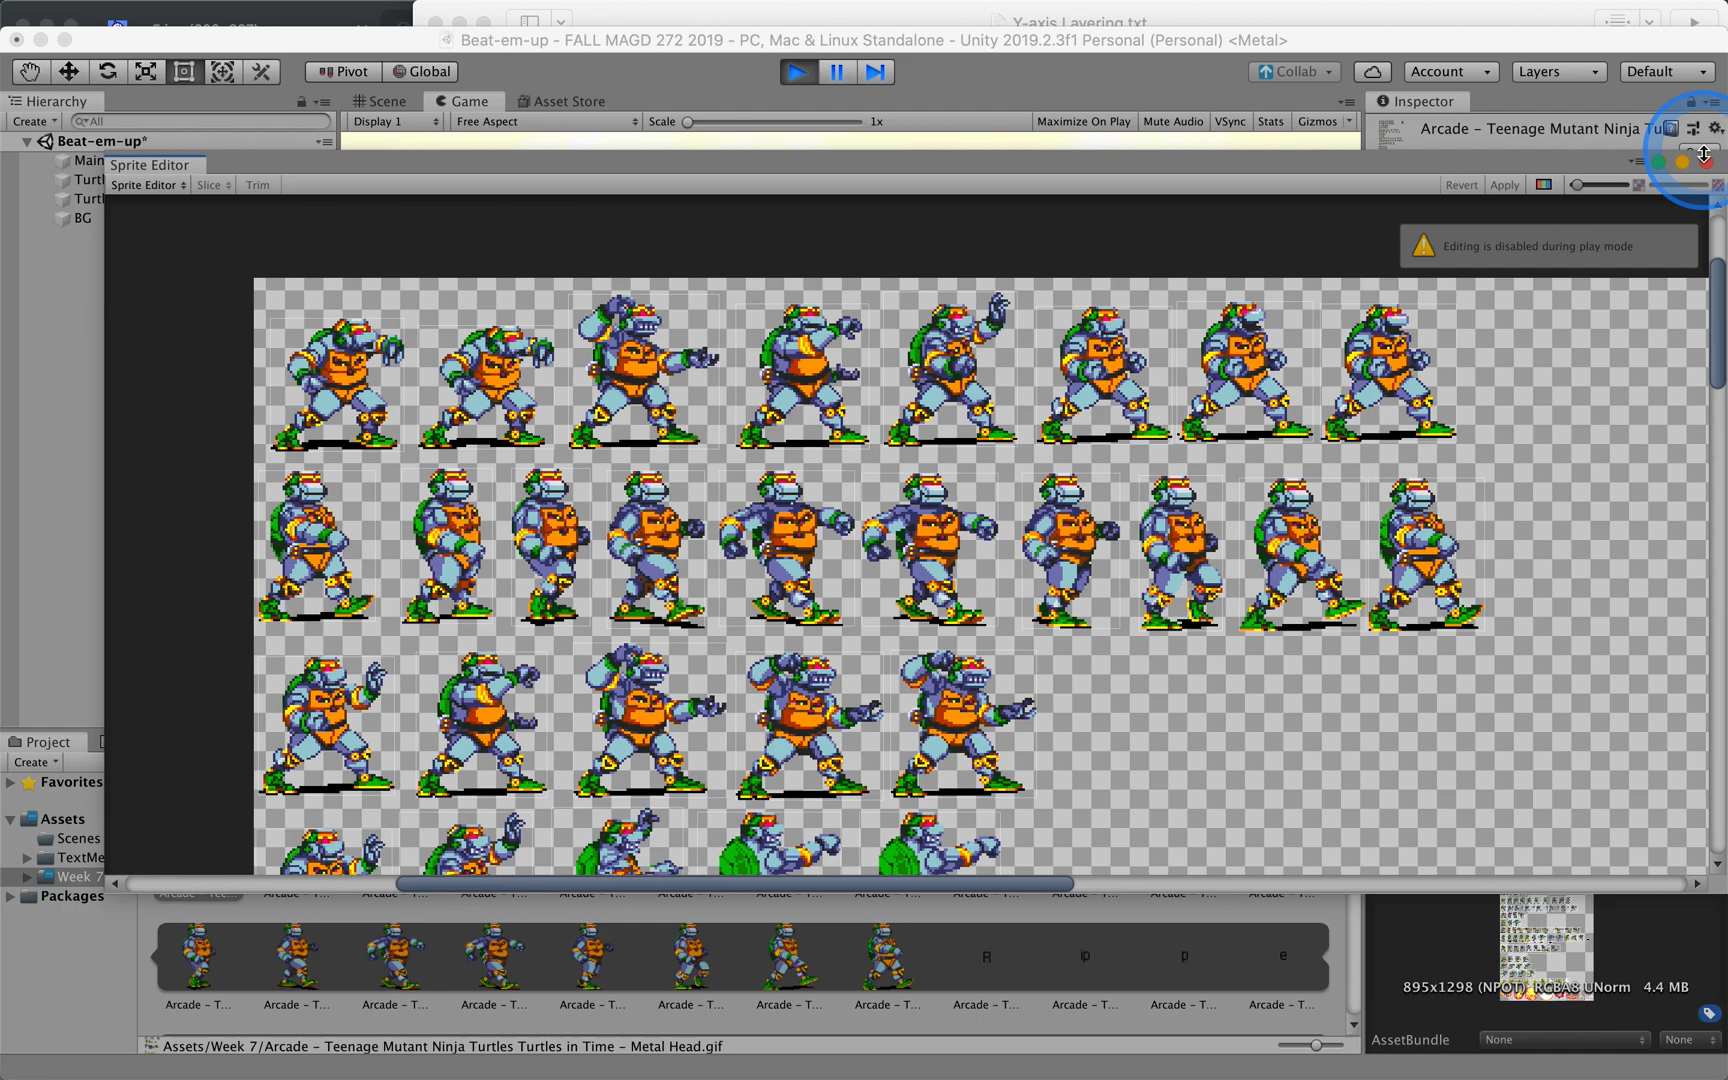 Y-axis Layering.txt
Beat-em-up - FALL MAGD 272 2019 - PC, Mac & Linux Standalone - Unity 2019.2.3f1 Personal (Personal) <Metal>
Pivot Global Collab Account Layers Default
Hierarchy Scene Game Asset Store Inspector
Create All Display 1 Free Aspect Scale 1x Maximize On Play Mute Audio VSync Stats Gizmos
Arcade - Teenage Mutant Ninja Tu
Beat-em-up*
Main
Turtl
Turtl
BG
Sprite Editor
Sprite Editor Slice Trim Revert Apply
Editing is disabled during play mode
Project
Create
Favorites
Assets
Scenes
TextMe
Week 7
Packages
R ip p e
Arcade - T... Arcade - T... Arcade - T... Arcade - T... Arcade - T... Arcade - T... Arcade - T... Arcade - T... Arcade - T... Arcade - T... Arcade - T... Arcade - T...
895x1298 (NPOT) RGBA8 UNorm 4.4 MB
Assets/Week 7/Arcade - Teenage Mutant Ninja Turtles Turtles in Time - Metal Head.gif
AssetBundle None None